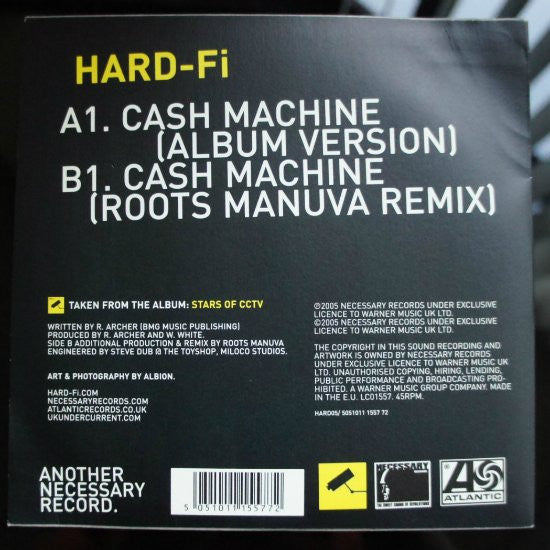 HARD-Fi
A1. CASH MACHINE
(ALBUM VERSION)
B1. CASH MACHINE
(ROOTS MANUVA REMIX)
TAKEN FROM THE ALBUM: STARS OF CCTV
WRITTEN BY R. ARCHER (BMG MUSIC PUBLISHING)
PRODUCED BY R. ARCHER AND W. WHITE.
SIDE B ADDITIONAL PRODUCTION & REMIX BY ROOTS MANUVA
ENGINEERED BY STEVE DUB @ THE TOYSHOP, MILOCO STUDIOS.
ART & PHOTOGRAPHY BY ALBION.
HARD-Fi.COM
NECESSARYRECORDS.COM
ATLANTICRECORDS.CO.UK
UKUNDERCURRENT.COM
℗2005 NECESSARY RECORDS UNDER EXCLUSIVE
LICENCE TO WARNER MUSIC UK LTD.
©2005 NECESSARY RECORDS UNDER EXCLUSIVE
LICENCE TO WARNER MUSIC UK LTD.
THE COPYRIGHT IN THIS SOUND RECORDING AND
ARTWORK IS OWNED BY NECESSARY RECORDS
UNDER EXCLUSIVE LICENCE TO WARNER MUSIC UK
LTD. UNAUTHORISED COPYING, HIRING, LENDING,
PUBLIC PERFORMANCE AND BROADCASTING PRO-
HIBITED. A WARNER MUSIC GROUP COMPANY. MADE
IN THE E.U. LC01557. 45RPM.
HARD05/ 5051011 1557 72
ANOTHER
NECESSARY
RECORD.
5 051011 155772
NECESSARY
ATLANTIC